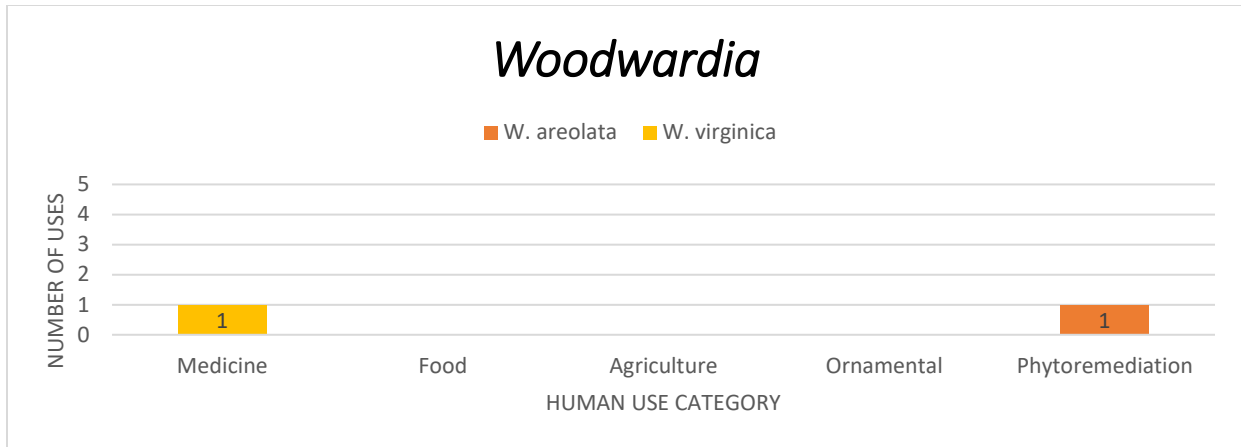 Woodwardia
W. areolata W. virginica
NUMBER OF USES
5
4
3
2
1
0
1 1
Medicine Food Agriculture Ornamental Phytoremediation
HUMAN USE CATEGORY